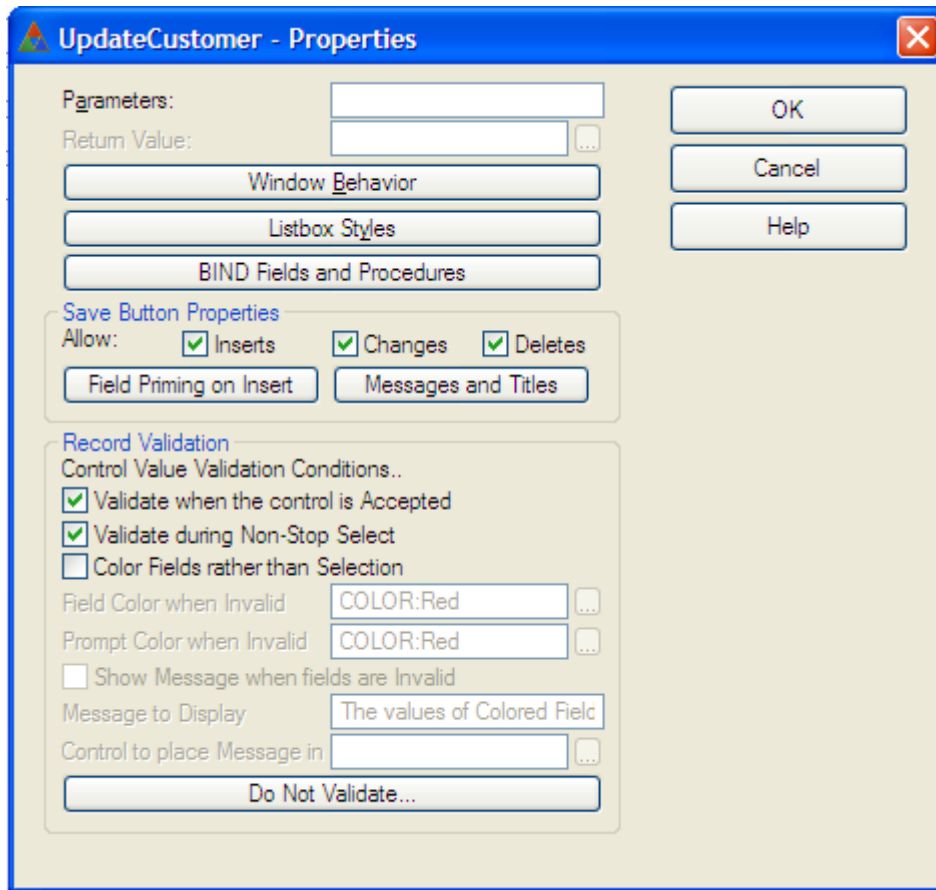 UpdateCustomer - Properties
Parameters:
OK
Return Value:
...
Window Behavior
Cancel
Listbox Styles
Help
BIND Fields and Procedures
Save Button Properties
Allow: Inserts Changes Deletes
Field Priming on Insert Messages and Titles
Record Validation
Control Value Validation Conditions..
Validate when the control is Accepted
Validate during Non-Stop Select
Color Fields rather than Selection
Field Color when Invalid COLOR:Red ...
Prompt Color when Invalid COLOR:Red ...
Show Message when fields are Invalid
Message to Display The values of Colored Field
Control to place Message in ...
Do Not Validate...